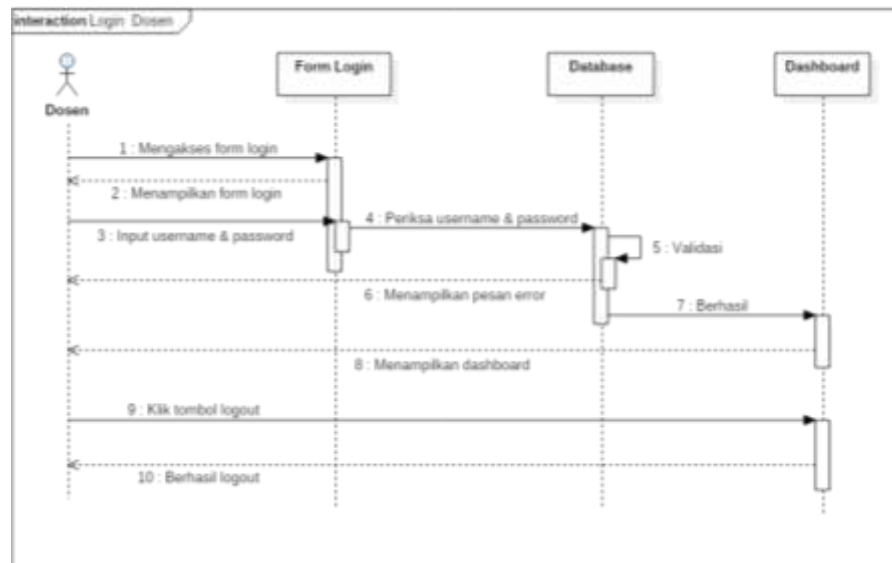 interaction Login Dosen
Form Login
Database
Dashboard
Dosen
1 : Mengakses form login
2 : Menampilkan form login
3 : Input username & password
4 : Periksa username & password
5 : Validasi
6 : Menampilkan pesan error
7 : Berhasil
8 : Menampilkan dashboard
9 : Klik tombol logout
10 : Berhasil logout